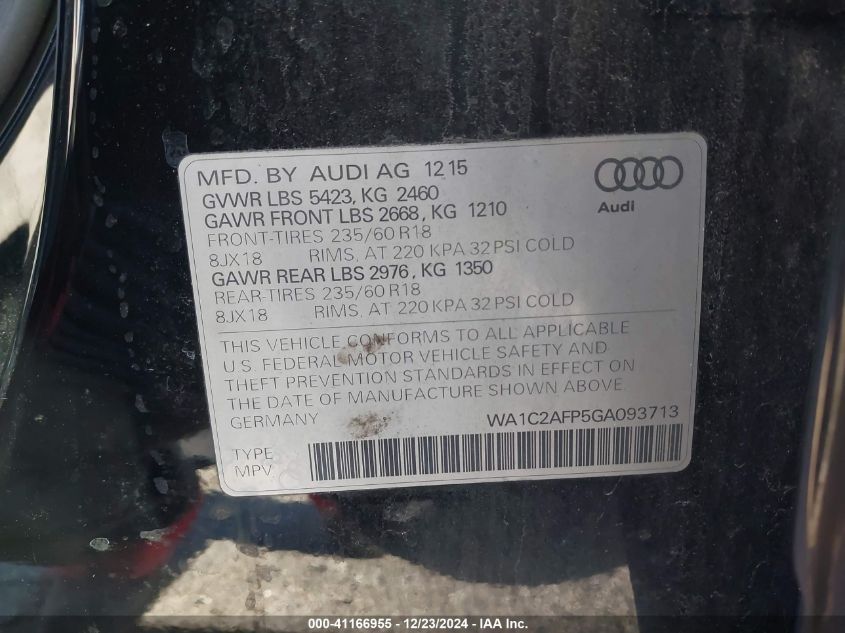 MFD. BY AUDI AG 12 15
GVWR LBS 5423, KG 2460
GAWR FRONT LBS 2668, KG 1210
FRONT-TIRES 235/60 R18
8JX18 RIMS, AT 220 KPA 32 PSI COLD
GAWR REAR LBS 2976, KG 1350
REAR-TIRES 235/60 R18
8JX18 RIMS, AT 220 KPA 32 PSI COLD
Audi
THIS VEHICLE CONFORMS TO ALL APPLICABLE
U.S. FEDERAL MOTOR VEHICLE SAFETY AND
THEFT PREVENTION STANDARDS IN EFFECT ON
THE DATE OF MANUFACTURE SHOWN ABOVE.
GERMANY WA1C2AFP5GA093713
TYPE
MPV
000-41166955 - 12/23/2024 - IAA, Inc.